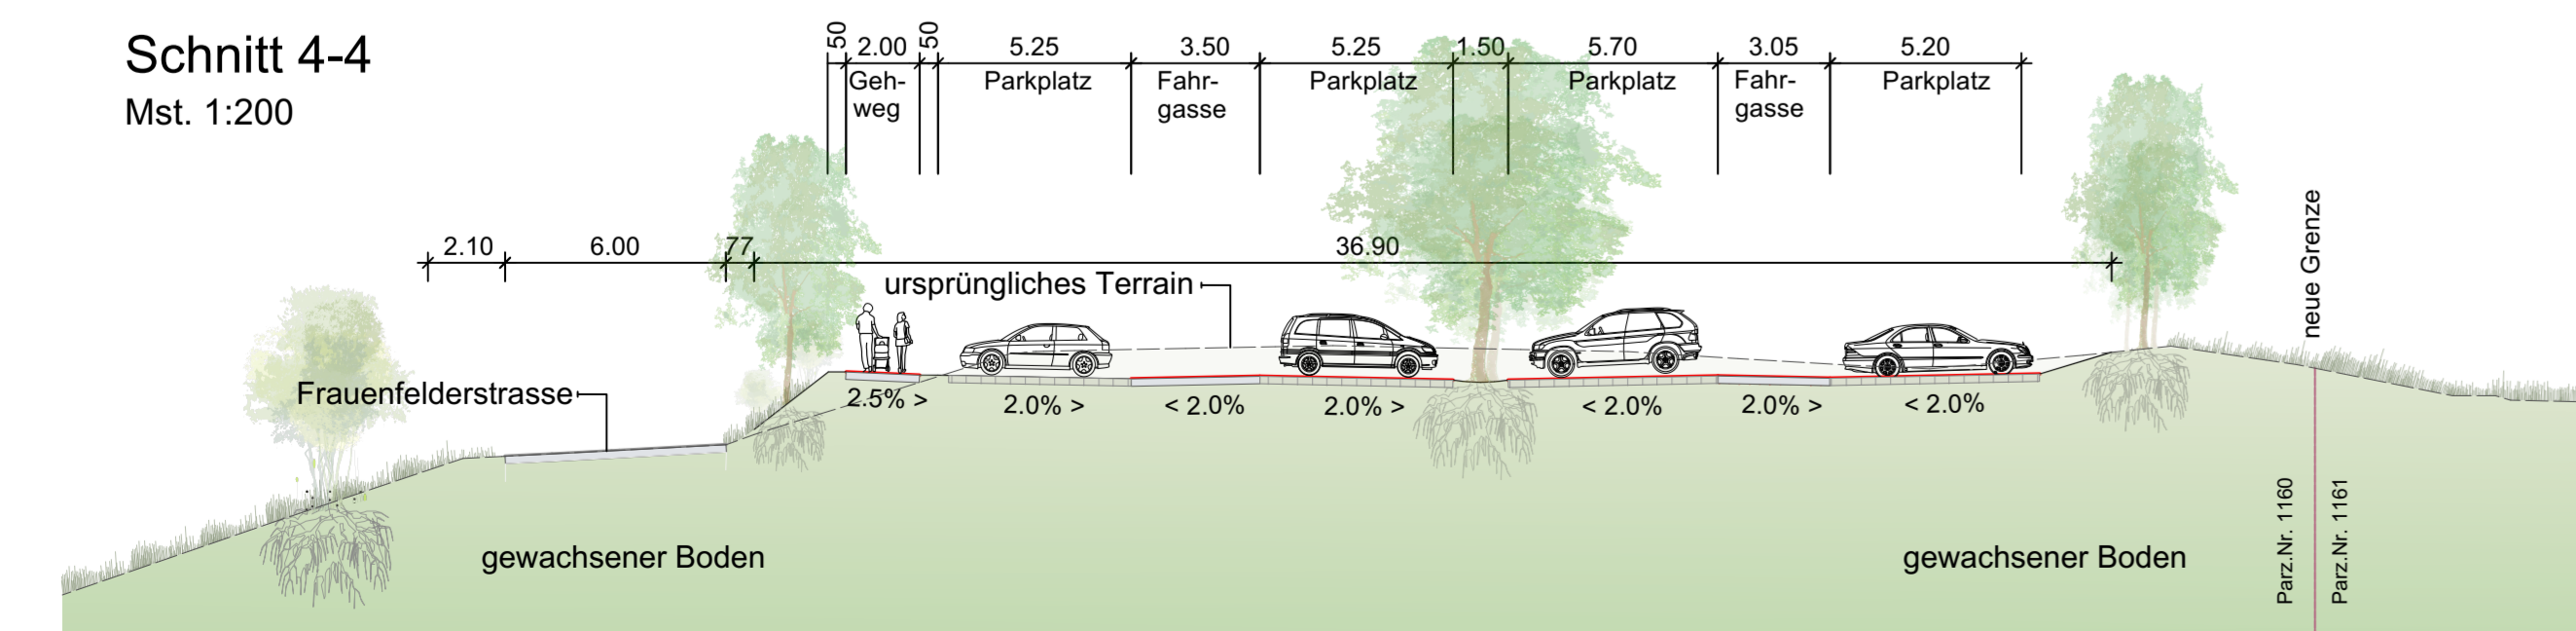 Schnitt 4-4
Mst. 1:200
50 2.00 50 5.25 3.50 5.25 1.50 5.70 3.05 5.20
Geh-
weg
Parkplatz
Fahr-
gasse
Parkplatz
Parkplatz
Fahr-
gasse
Parkplatz
2.10 6.00 77 36.90
ursprüngliches Terrain
neue Grenze
Frauenfelderstrasse
2.5% > 2.0% > < 2.0% 2.0% > < 2.0% 2.0% > < 2.0%
gewachsener Boden
gewachsener Boden
Parz.Nr. 1160
Parz.Nr. 1161